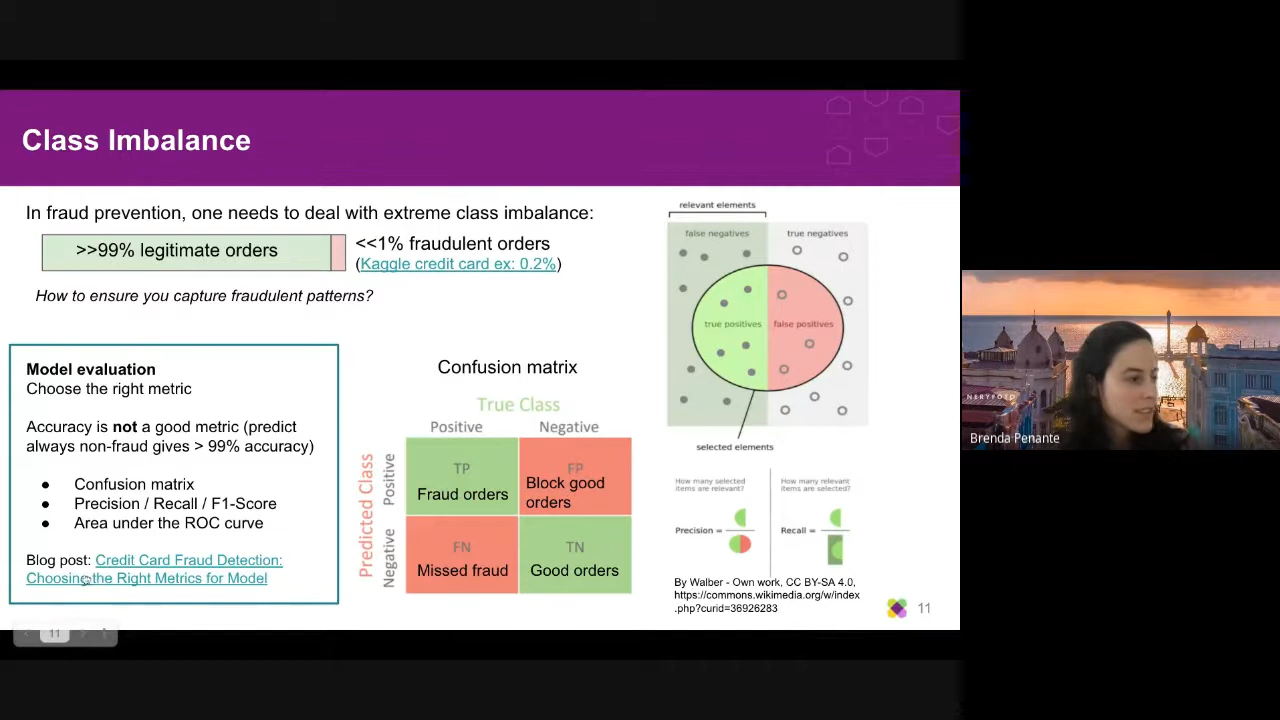 Class Imbalance
In fraud prevention, one needs to deal with extreme class imbalance:
>>99% legitimate orders
<<1% fraudulent orders
(Kaggle credit card ex: 0.2%)
How to ensure you capture fraudulent patterns?
Model evaluation
Choose the right metric
Accuracy is not a good metric (predict
always non-fraud gives > 99% accuracy)
● Confusion matrix
● Precision / Recall / F1-Score
● Area under the ROC curve
Blog post: Credit Card Fraud Detection:
Choosing the Right Metrics for Model
Confusion matrix
True Class
Positive Negative
Predicted Class
Positive
Negative
TP
Fraud orders
FP
Block good
orders
FN
Missed fraud
TN
Good orders
relevant elements
false negatives true negatives
true positives false positives
selected elements
How many selected
items are relevant?
How many relevant
items are selected?
Precision =
Recall =
By Walber - Own work, CC BY-SA 4.0,
https://commons.wikimedia.org/w/index
.php?curid=36926283
11
11
NERYFOTO
Brenda Penante